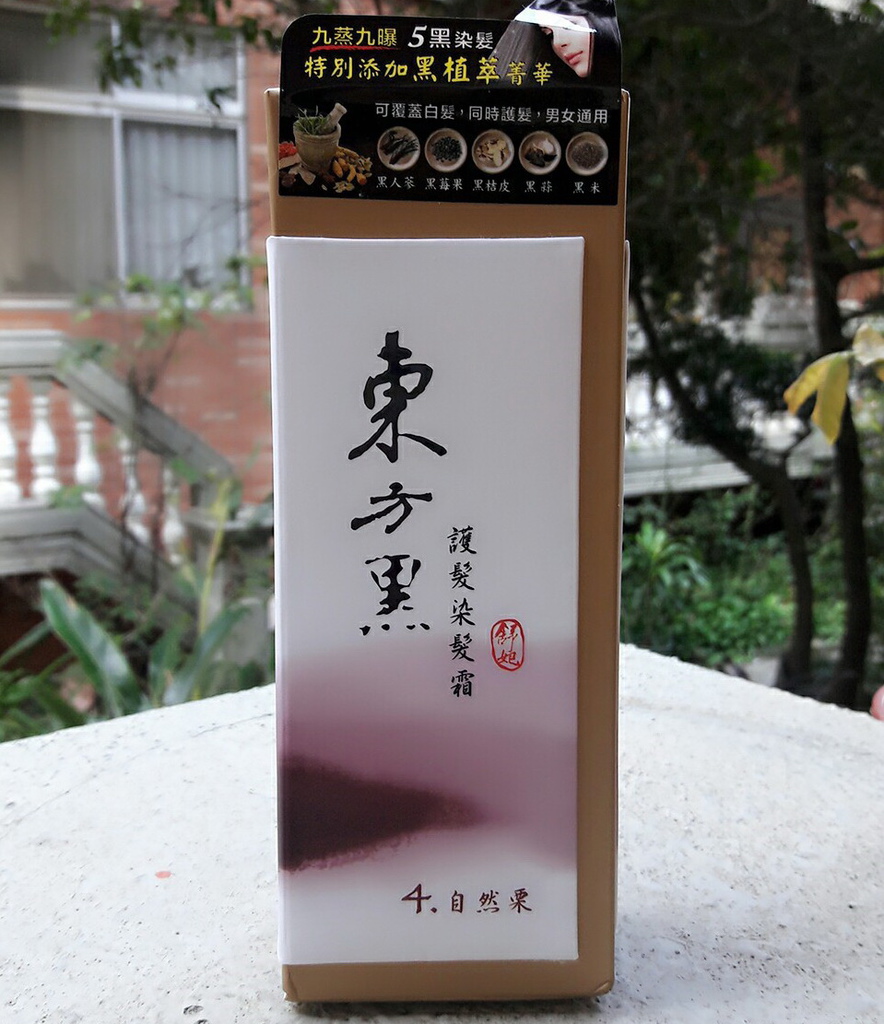 九蒸九曝 5黑染髮
特別添加黑植萃菁華
可覆蓋白髮，同時護髮，男女通用
黑人蔘 黑莓果 黑桔皮 黑蒜 黑米
東方黑
護髮染髮霜
鮮妃
4.自然栗